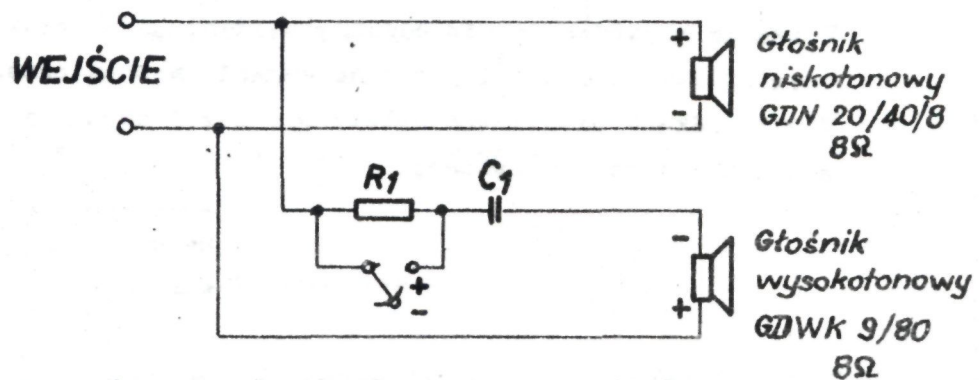 WEJŚCIE
+
-
Głośnik
niskotonowy
GDN 20/40/8
8Ω
R1
C1
+
-
-
+
Głośnik
wysokotonowy
GDWK 9/80
8Ω